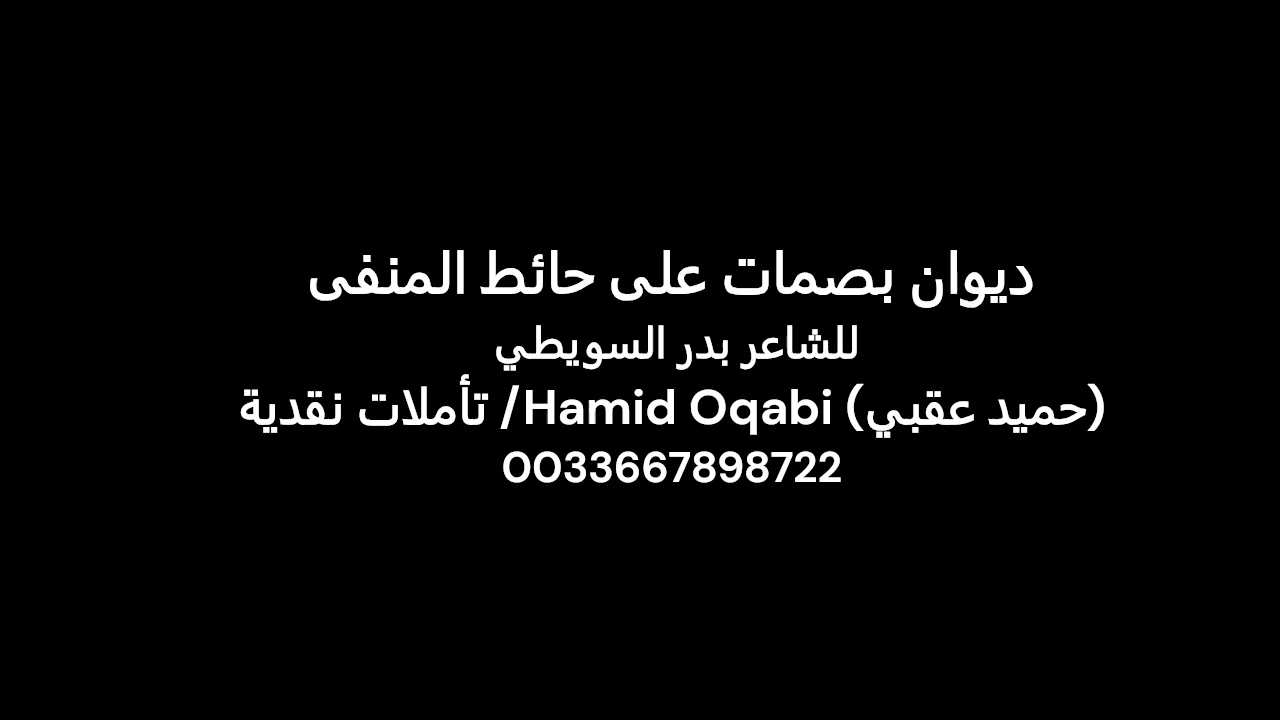 ديوان بصمات على حائط المنفى
للشاعر بدر السويطي
(حميد عقبي) Hamid Oqabi/ تأملات نقدية
0033667898722